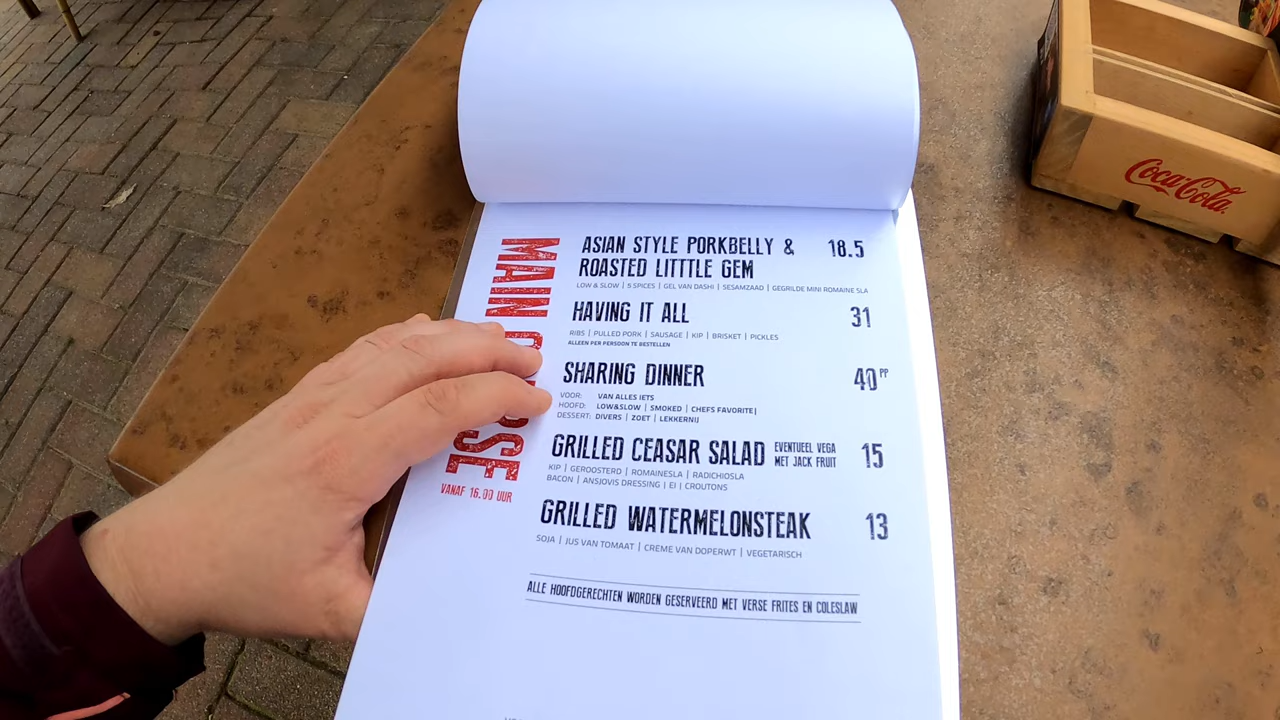 Coca-Cola
ASIAN STYLE PORKBELLY & 18.5
ROASTED LITTTLE GEM
LOW & SLOW | 5 SPICES | GEL VAN DASHI | SESAMZAAD | GEGRILDE MINI ROMAINE SLA
HAVING IT ALL 31
RIBS | PULLED PORK | SAUSAGE | KIP | BRISKET | PICKLES
ALLEEN PER PERSOON TE BESTELLEN
SHARING DINNER 40 PP
VOOR: VAN ALLES IETS
HOOFD: LOW&SLOW | SMOKED | CHEFS FAVORITE|
DESSERT: DIVERS | ZOET | LEKKERNIJ
GRILLED CEASAR SALAD EVENTUEEL VEGA 15
MET JACK FRUIT
KIP | GEROOSTERD | ROMAINESLA | RADICHIOSLA
BACON | ANSJOVIS DRESSING | EI | CROUTONS
GRILLED WATERMELONSTEAK 13
SOJA | JUS VAN TOMAAT | CREME VAN DOPERWT | VEGETARISCH
ALLE HOOFDGERECHTEN WORDEN GESERVEERD MET VERSE FRITES EN COLESLAW
MAIN
VANAF 16.00 UUR